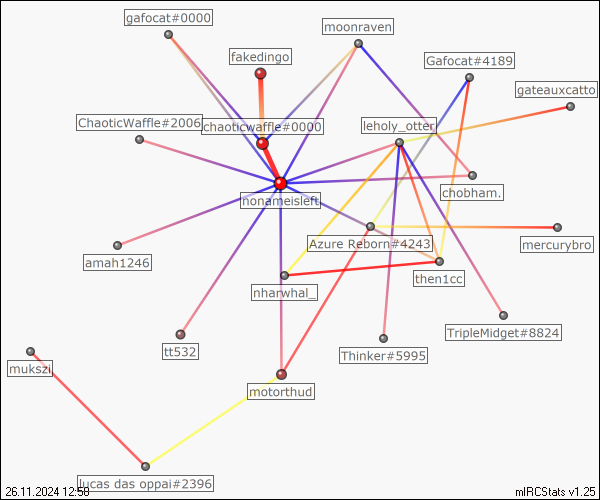 gafocat#0000
moonraven
fakedingo
Gafocat#4189
gateauxcatto
ChaoticWaffle#2006
chaoticwaffle#0000
leholy_otter
chobham.
nonameisleft
Azure Reborn#4243
mercurybro
amah1246
then1cc
nharwhal_
TripleMidget#8824
tt532
Thinker#5995
mukszi
motorthud
lucas das oppai#2396
26.11.2024 12:58
mIRCStats v1.25